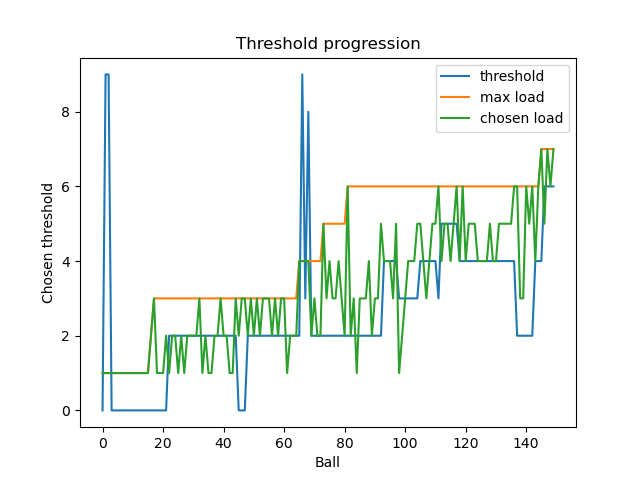 Threshold progression
threshold
max load
chosen load
Chosen threshold
8
6
4
2
0
0 20 40 60 80 100 120 140
Ball